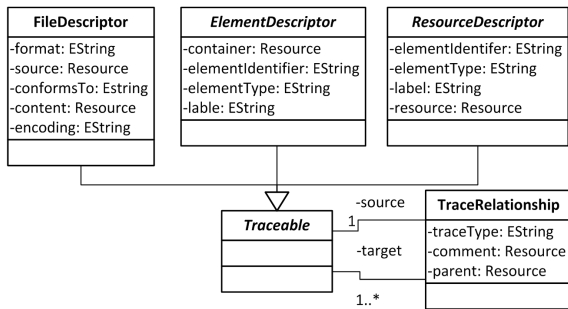 FileDescriptor
-format: EString
-source: Resource
-conformsTo: Estring
-content: Resource
-encoding: EString
ElementDescriptor
-container: Resource
-elementIdentifier: EString
-elementType: EString
-lable: EString
ResourceDescriptor
-elementIdentifer: EString
-elementType: EString
-label: EString
-resource: Resource
Traceable
-source
1
-target
1..*
TraceRelationship
-traceType: EString
-comment: Resource
-parent: Resource